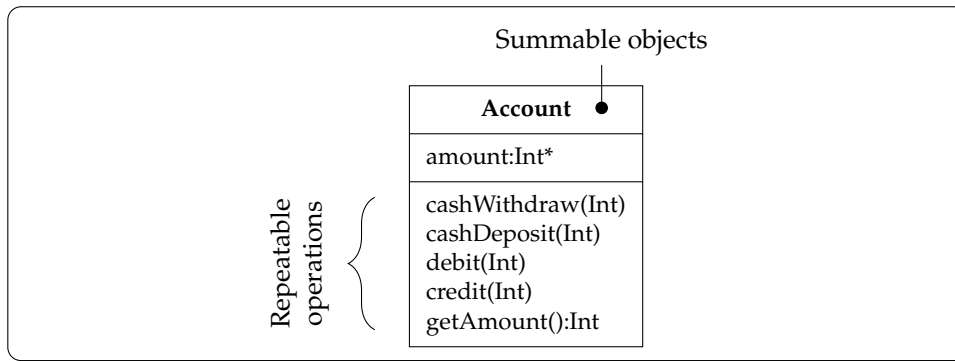 Summable objects
Account
amount:Int*
Repeatable
operations
cashWithdraw(Int)
cashDeposit(Int)
debit(Int)
credit(Int)
getAmount():Int